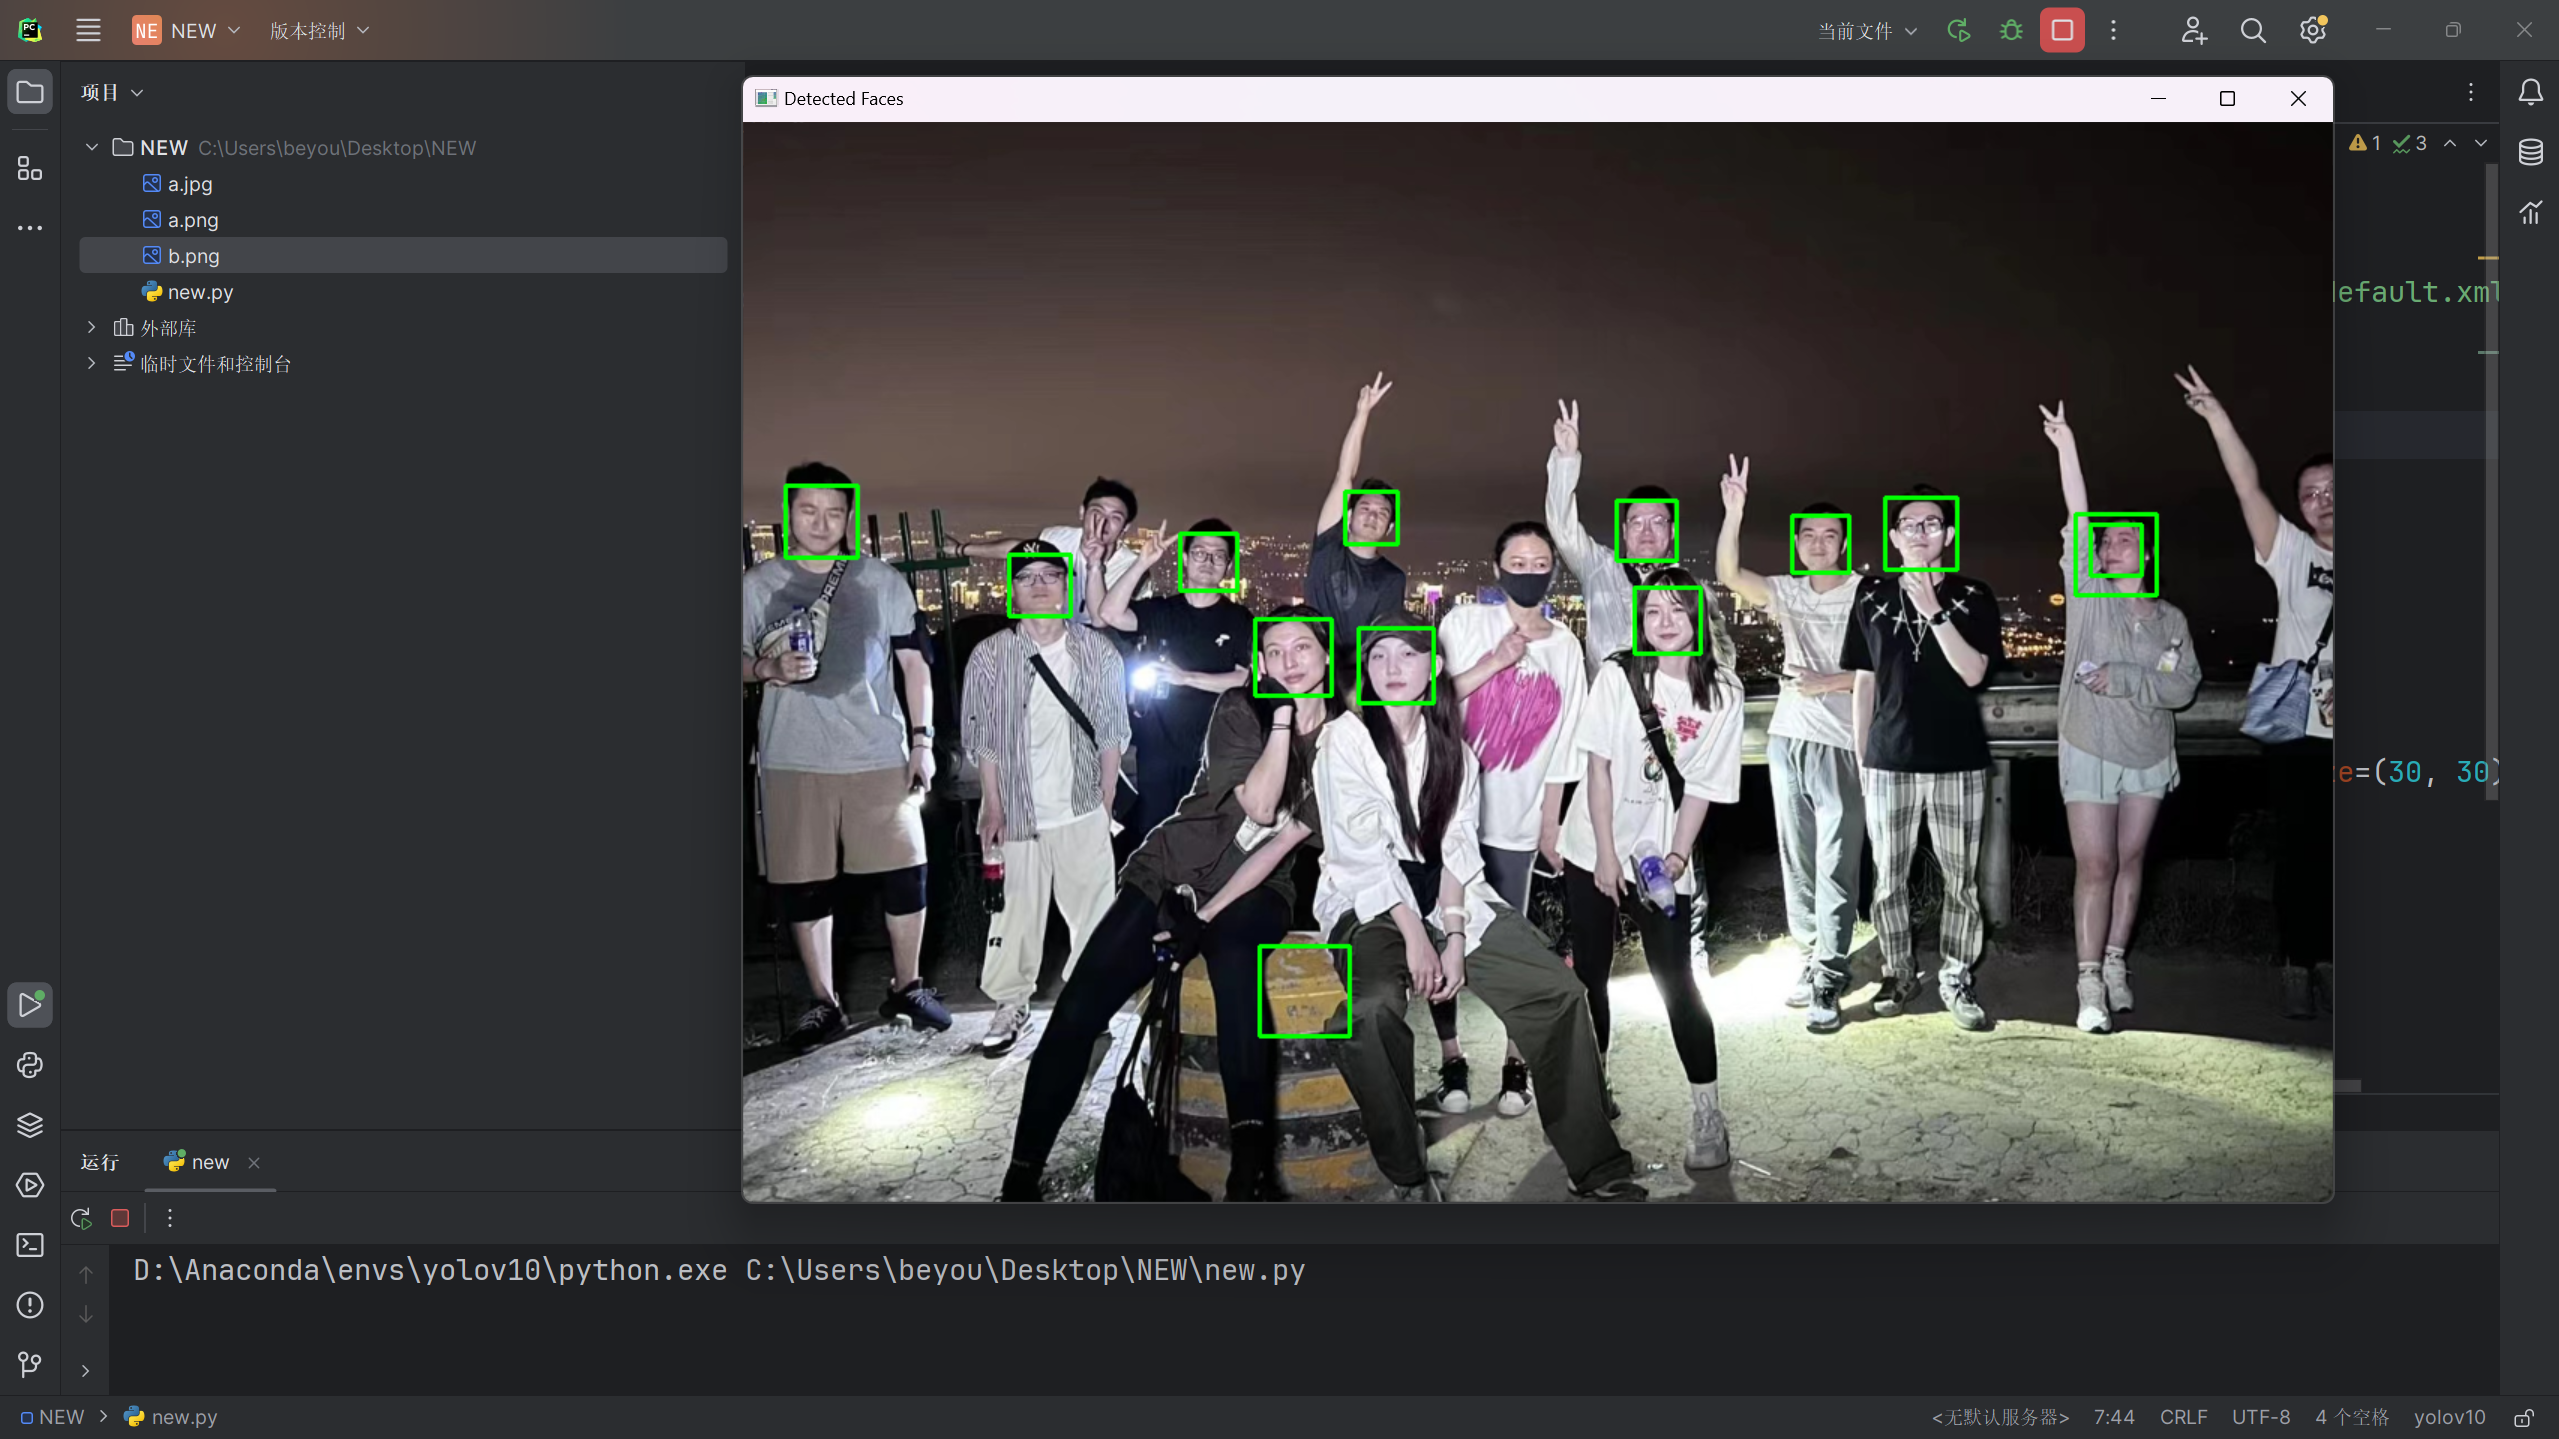 PC
NE NEW 版本控制
当前文件
项目
Detected Faces
NEW C:\Users\beyou\Desktop\NEW
1 3
a.jpg
a.png
b.png
new.py
efault.xml
外部库
临时文件和控制台
e=(30, 30)
运行 new
D:\Anaconda\envs\yolov10\python.exe C:\Users\beyou\Desktop\NEW\new.py
NEW new.py
<无默认服务器> 7:44 CRLF UTF-8 4 个空格 yolov10